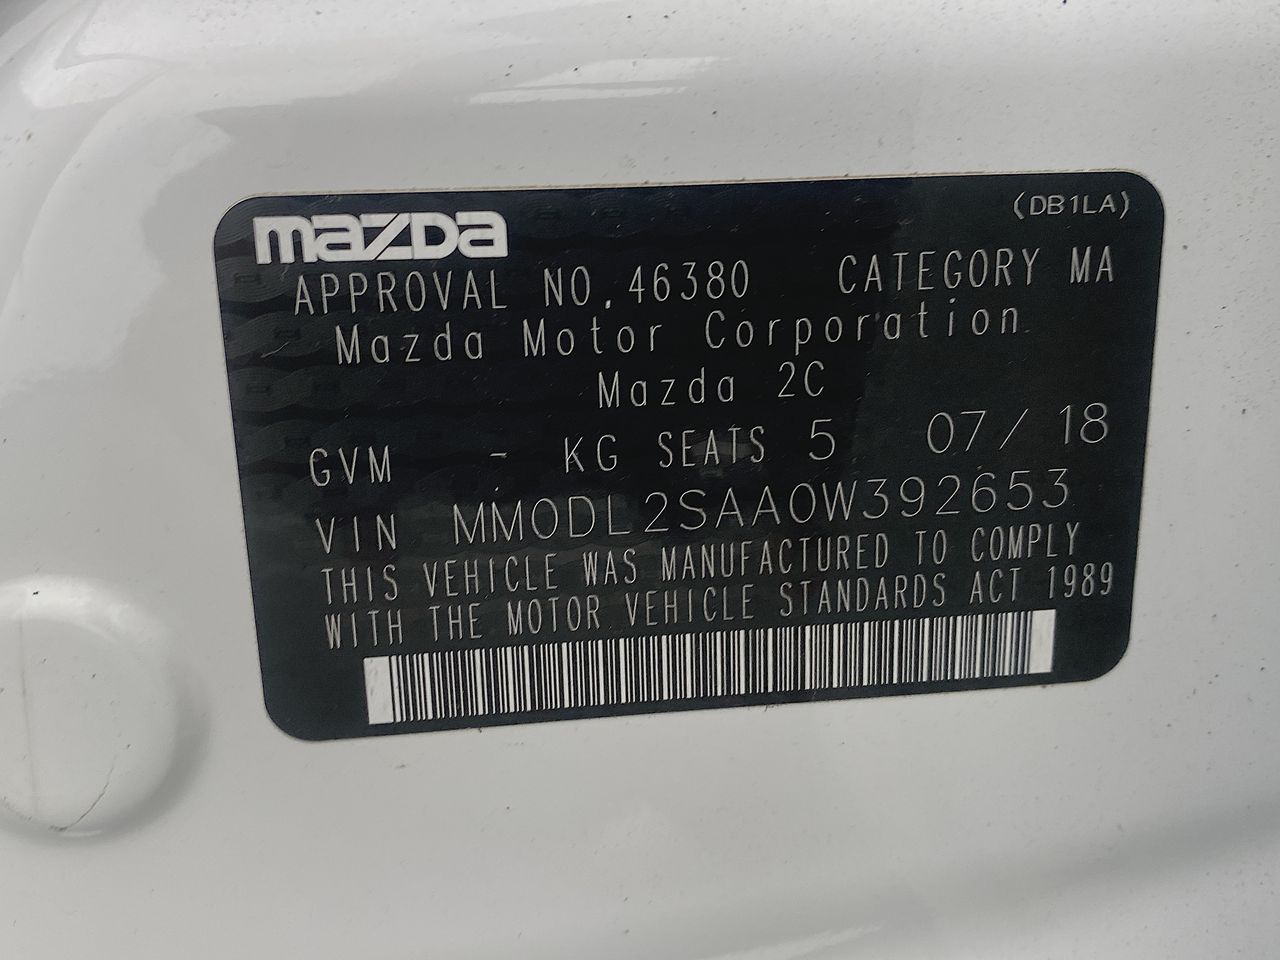 mazda
(DB1LA)
APPROVAL NO. 46380 CATEGORY MA
Mazda Motor Corporation
Mazda 2C
GVM - KG SEATS 5 07/18
VIN MM0DL2SAA0W392653
THIS VEHICLE WAS MANUFACTURED TO COMPLY
WITH THE MOTOR VEHICLE STANDARDS ACT 1989